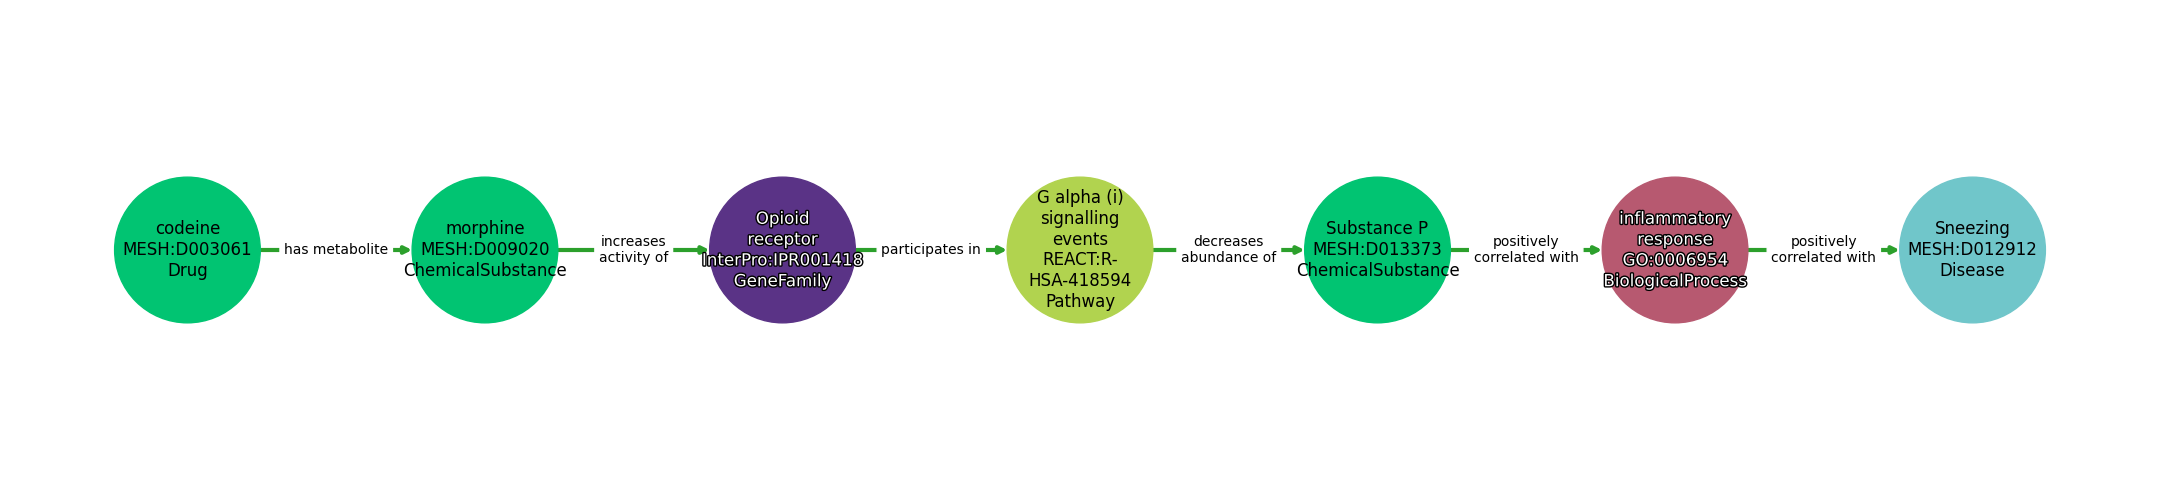 codeine
MESH:D003061
Drug
has metabolite
morphine
MESH:D009020
ChemicalSubstance
increases
activity of
Opioid
receptor
InterPro:IPR001418
GeneFamily
participates in
G alpha (i)
signalling
events
REACT:R-
HSA-418594
Pathway
decreases
abundance of
Substance P
MESH:D013373
ChemicalSubstance
positively
correlated with
inflammatory
response
GO:0006954
BiologicalProcess
positively
correlated with
Sneezing
MESH:D012912
Disease